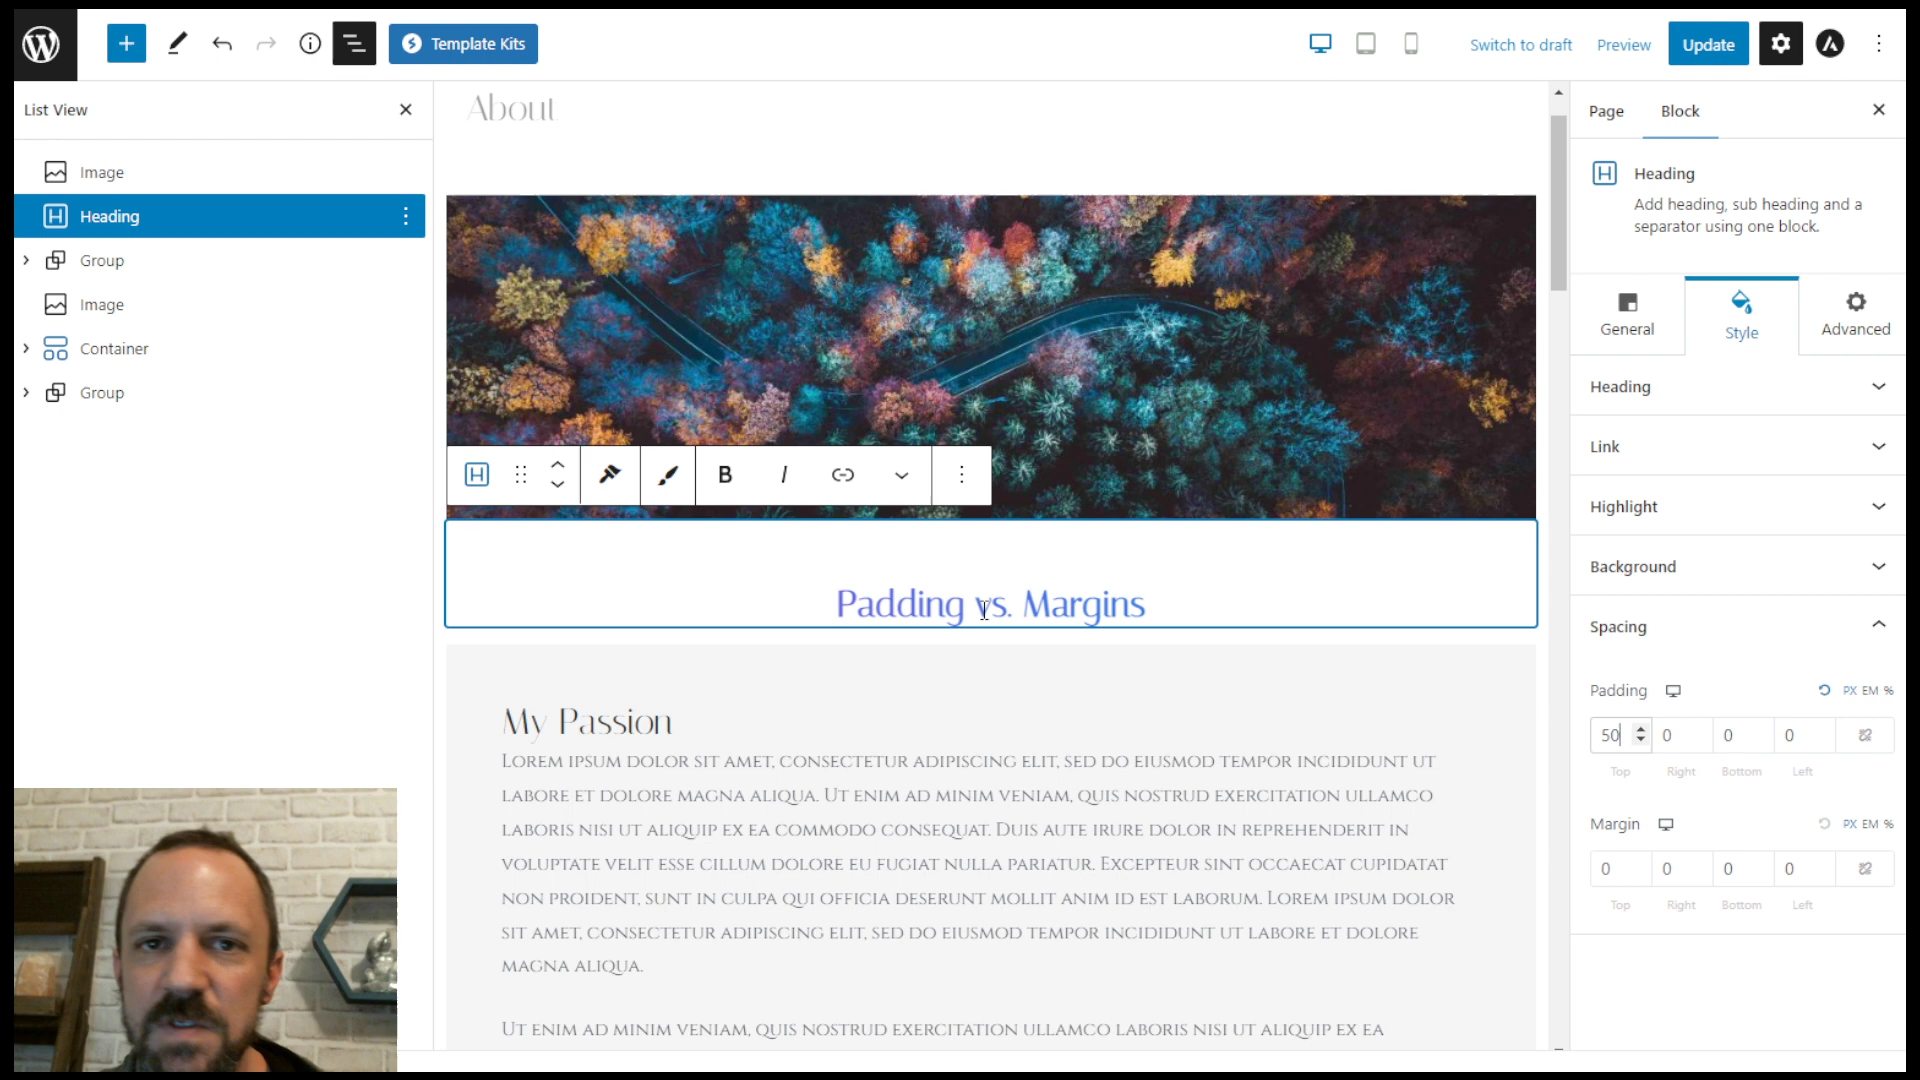 Template Kits
Switch to draft
Preview
Update
List View
Image
Heading
Group
Image
Container
Group
About
B I
Padding vs. Margins
My Passion
Lorem ipsum dolor sit amet, consectetur adipiscing elit, sed do eiusmod tempor incididunt ut
labore et dolore magna aliqua. Ut enim ad minim veniam, quis nostrud exercitation ullamco
laboris nisi ut aliquip ex ea commodo consequat. Duis aute irure dolor in reprehenderit in
voluptate velit esse cillum dolore eu fugiat nulla pariatur. Excepteur sint occaecat cupidatat
non proident, sunt in culpa qui officia deserunt mollit anim id est laborum. Lorem ipsum dolor
sit amet, consectetur adipiscing elit, sed do eiusmod tempor incididunt ut labore et dolore
magna aliqua.
Ut enim ad minim veniam, quis nostrud exercitation ullamco laboris nisi ut aliquip ex ea
Page Block
Heading
Add heading, sub heading and a
separator using one block.
General Style Advanced
Heading
Link
Highlight
Background
Spacing
Padding PX EM %
50 0 0 0
Top Right Bottom Left
Margin PX EM %
0 0 0 0
Top Right Bottom Left